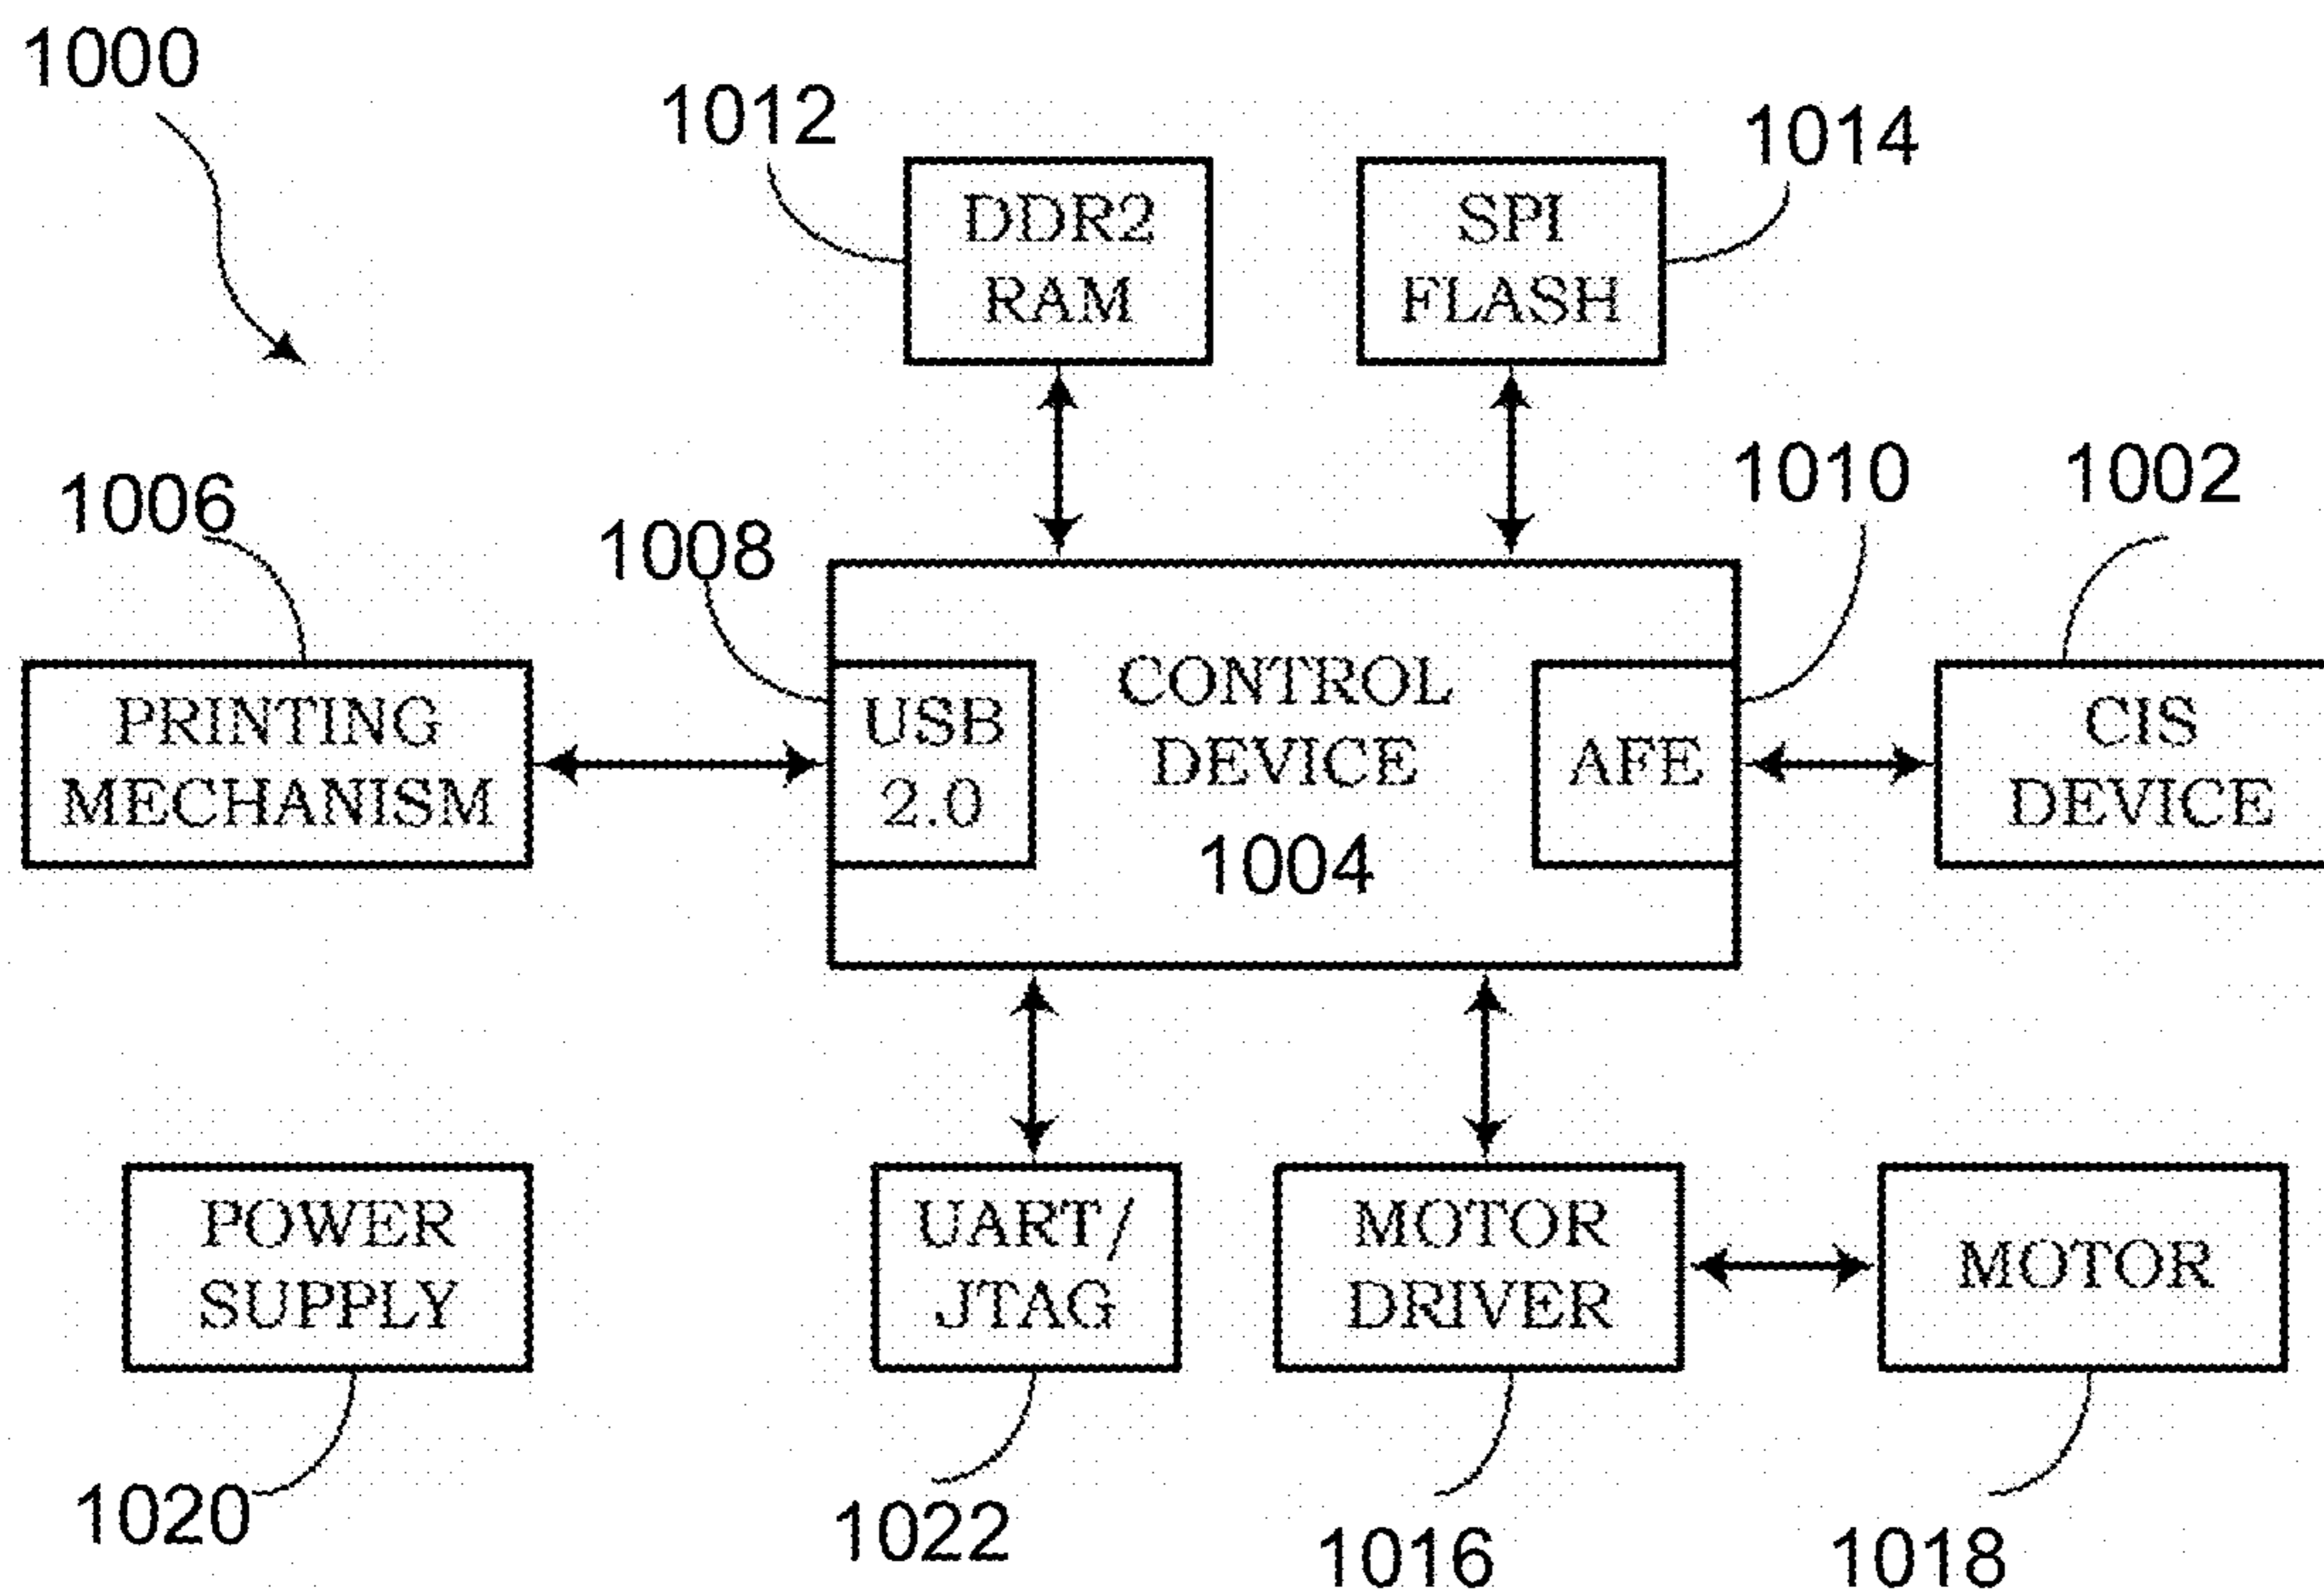 1000
1012
1014
DDR2
RAM
SPI
FLASH
1006
1008
1010
1002
PRINTING
MECHANISM
USB
2.0
CONTROL
DEVICE
1004
AFE
CIS
DEVICE
POWER
SUPPLY
UART/
JTAG
MOTOR
DRIVER
MOTOR
1020
1022
1016
1018